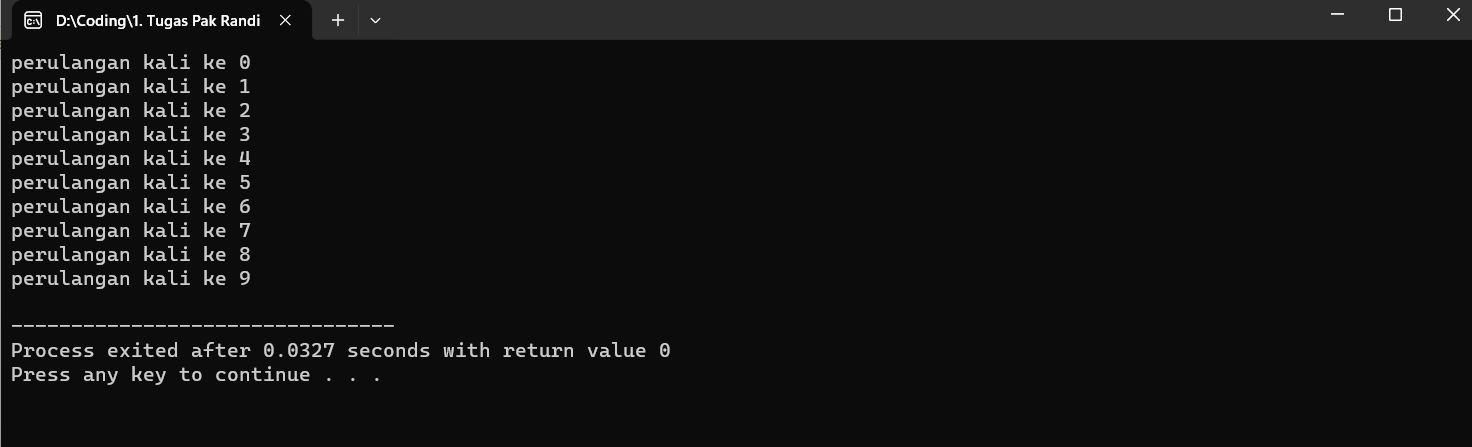 D:\Coding\1. Tugas Pak Randi
perulangan kali ke 0
perulangan kali ke 1
perulangan kali ke 2
perulangan kali ke 3
perulangan kali ke 4
perulangan kali ke 5
perulangan kali ke 6
perulangan kali ke 7
perulangan kali ke 8
perulangan kali ke 9
--------------------------------
Process exited after 0.0327 seconds with return value 0
Press any key to continue . . .